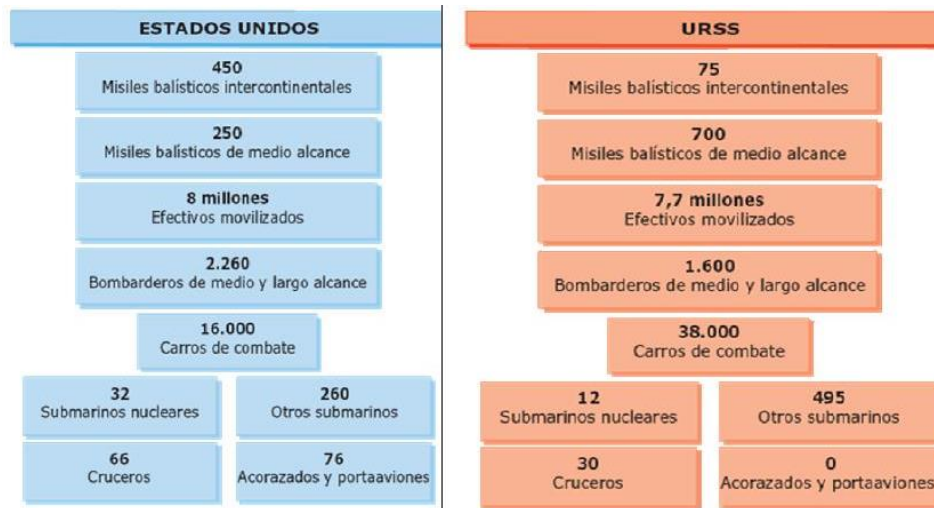 ESTADOS UNIDOS
450
Misiles balísticos intercontinentales
250
Misiles balísticos de medio alcance
8 millones
Efectivos movilizados
2.260
Bombarderos de medio y largo alcance
16.000
Carros de combate
32
Submarinos nucleares
260
Otros submarinos
66
Cruceros
76
Acorazados y portaaviones
URSS
75
Misiles balísticos intercontinentales
700
Misiles balísticos de medio alcance
7,7 millones
Efectivos movilizados
1.600
Bombarderos de medio y largo alcance
38.000
Carros de combate
12
Submarinos nucleares
495
Otros submarinos
30
Cruceros
0
Acorazados y portaaviones